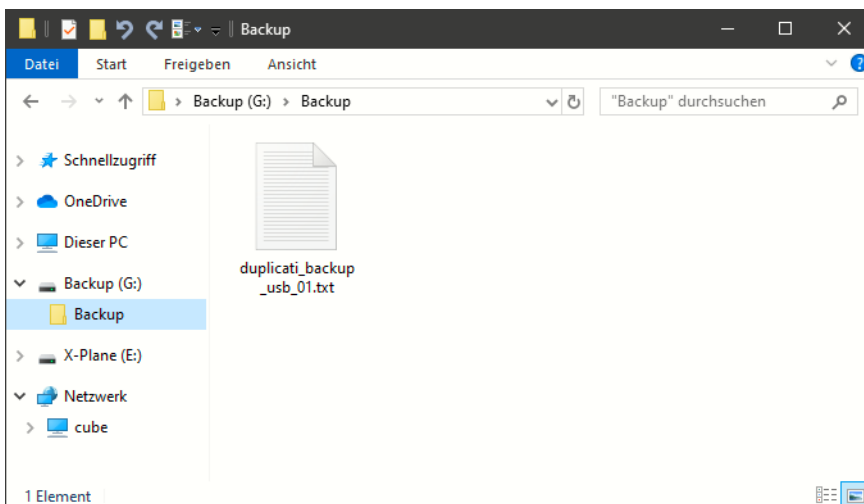 Backup
Datei Start Freigeben Ansicht
Backup (G:) Backup "Backup" durchsuchen
Schnellzugriff
OneDrive
Dieser PC
Backup (G:)
Backup
X-Plane (E:)
Netzwerk
cube
duplicati_backup
_usb_01.txt
1 Element